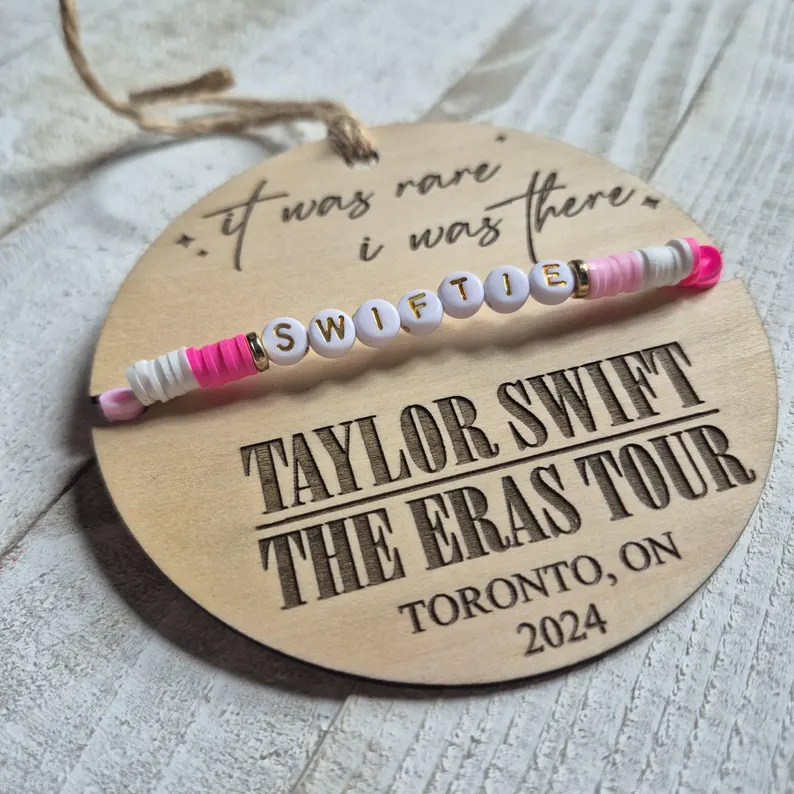 it was rare
i was there
SWIFTIE
TAYLOR SWIFT
THE ERAS TOUR
TORONTO, ON
2024